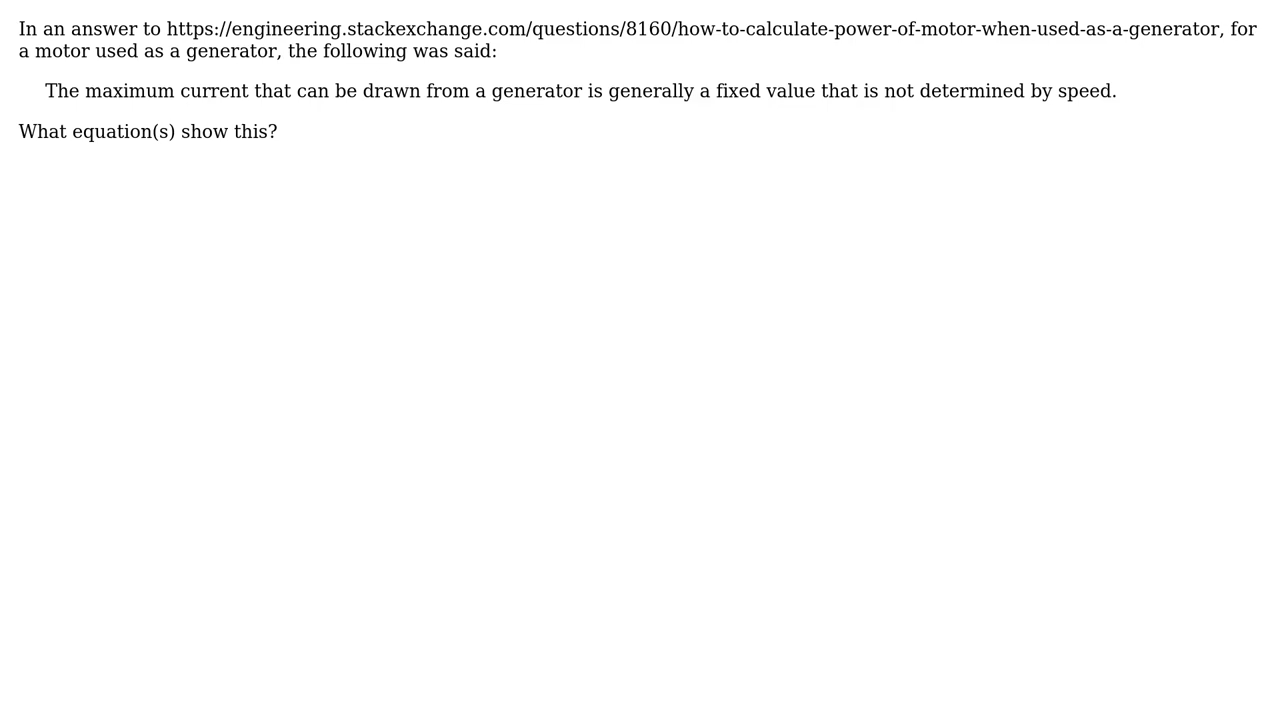 In an answer to https://engineering.stackexchange.com/questions/8160/how-to-calculate-power-of-motor-when-used-as-a-generator, for
a motor used as a generator, the following was said:
The maximum current that can be drawn from a generator is generally a fixed value that is not determined by speed.
What equation(s) show this?